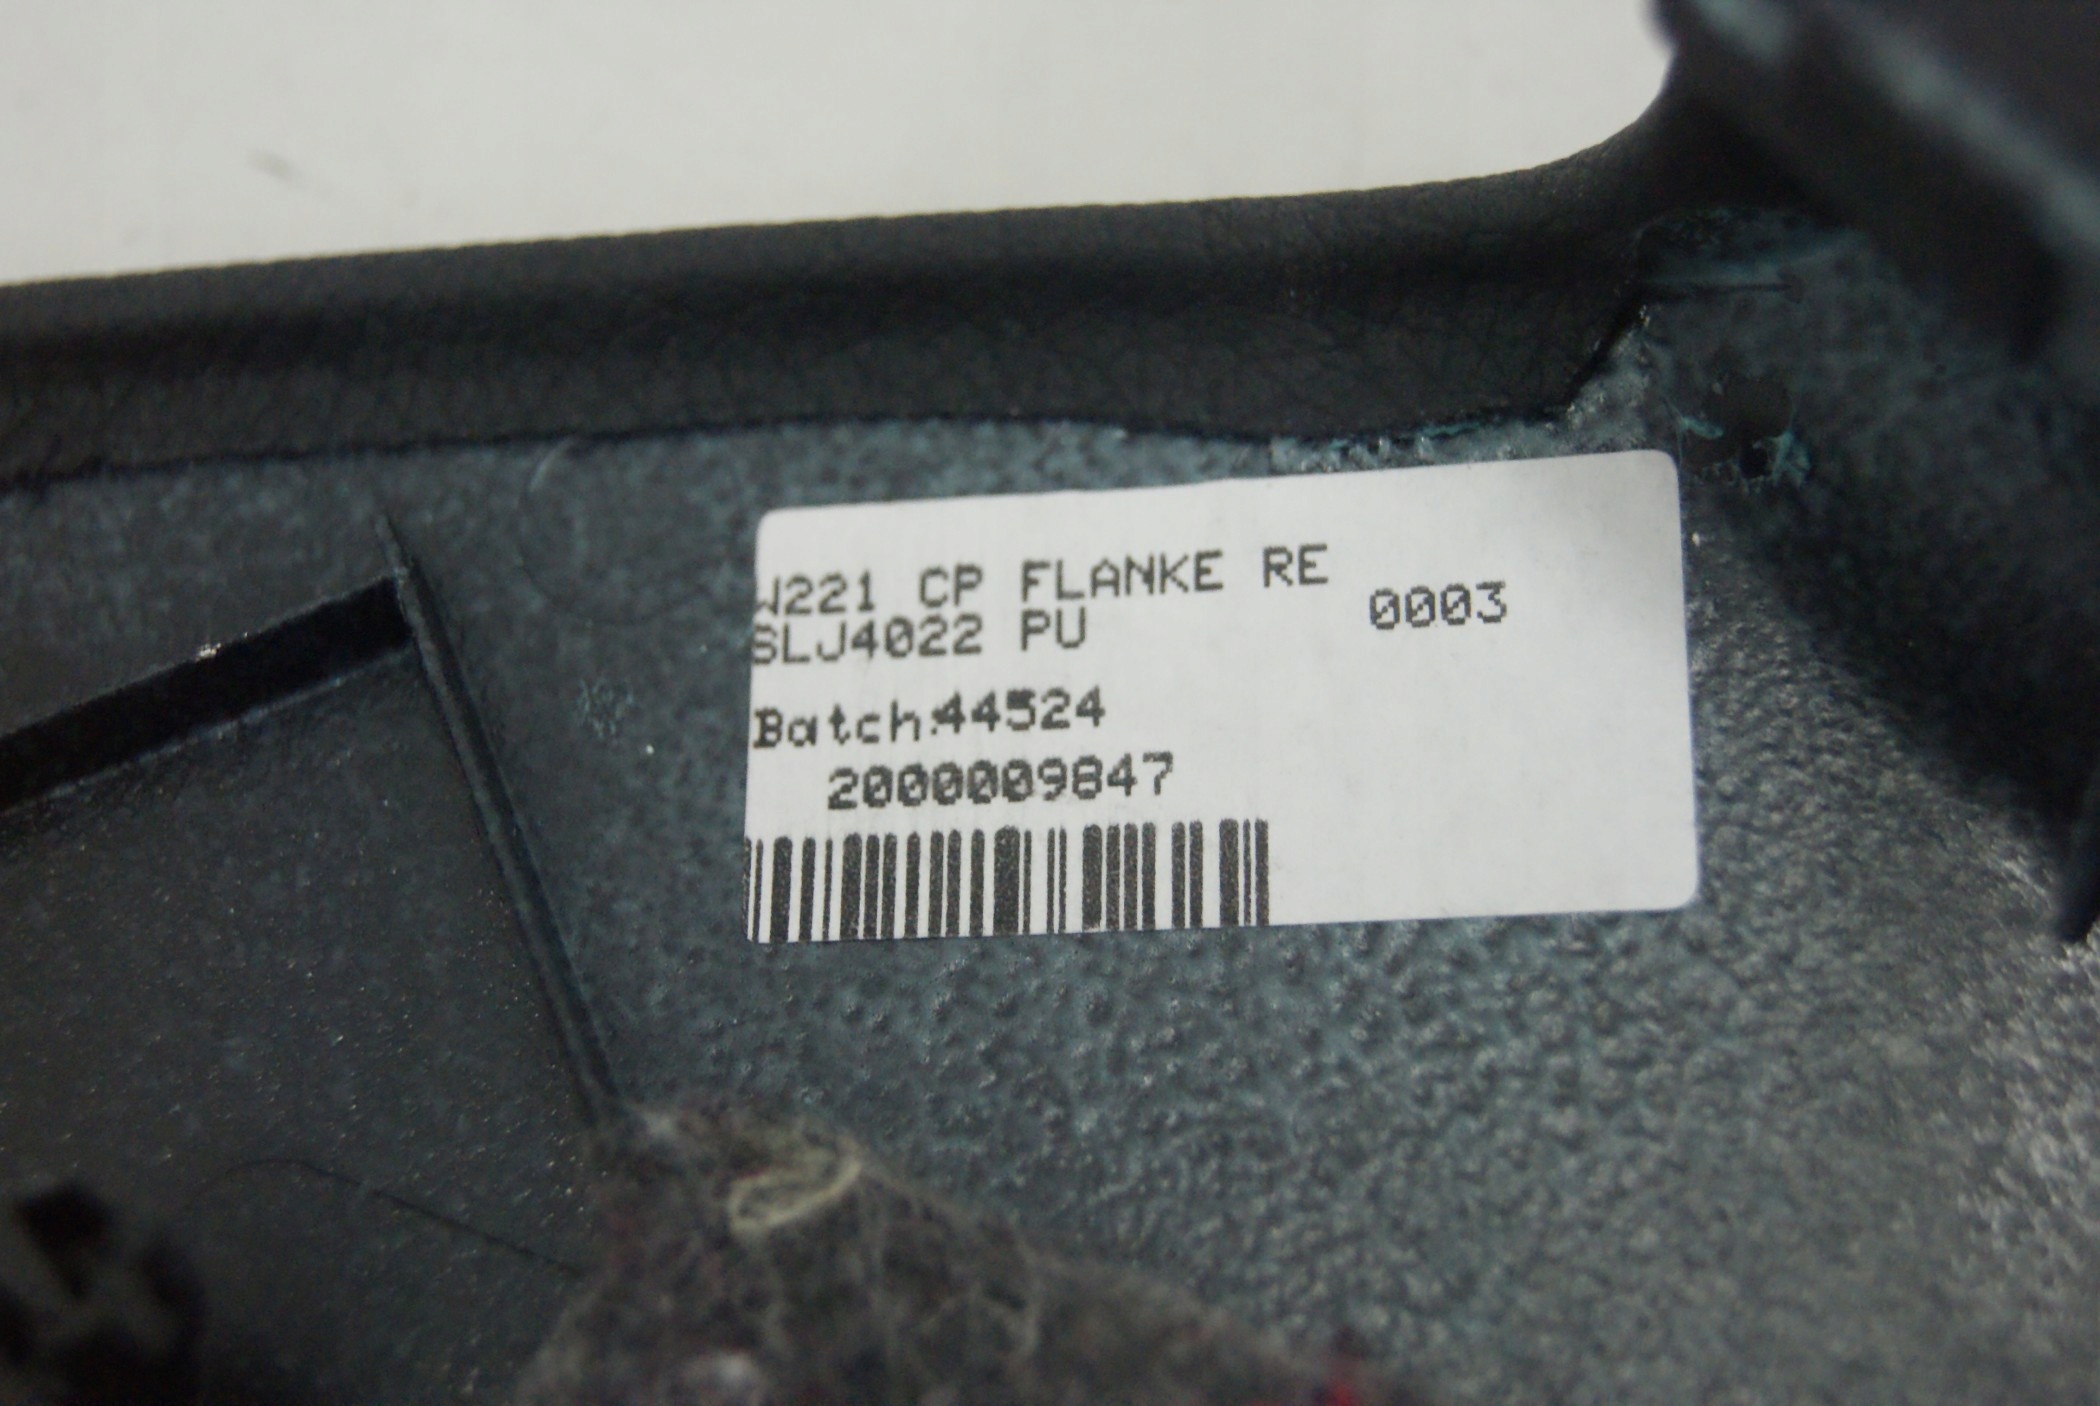 W221 CP FLANKE RE
SLJ4022 PU 0003
Batch:44524
2000009847